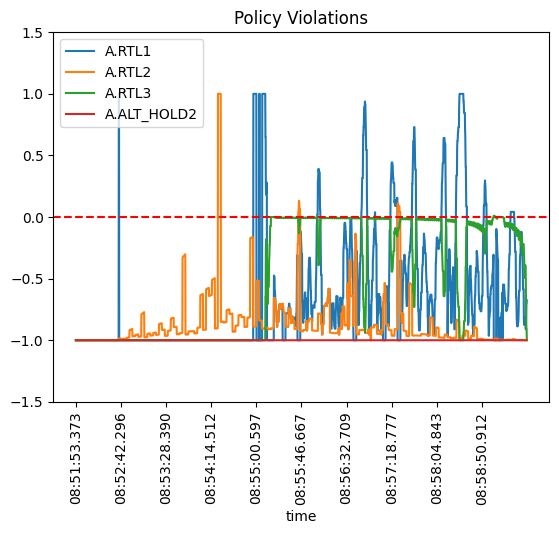 Policy Violations
A.RTL1
A.RTL2
A.RTL3
A.ALT_HOLD2
1.5
1.0
0.5
0.0
−0.5
−1.0
−1.5
08:51:53.373
08:52:42.296
08:53:28.390
08:54:14.512
08:55:00.597
08:55:46.667
08:56:32.709
08:57:18.777
08:58:04.843
08:58:50.912
time